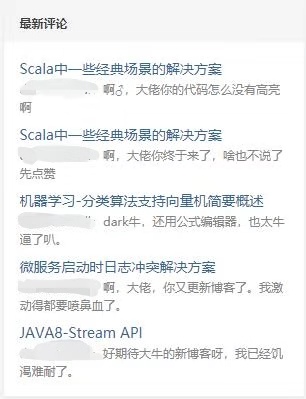 最新评论
Scala中一些经典场景的解决方案
啊♂，大佬你的代码怎么没有高亮
啊
Scala中一些经典场景的解决方案
啊，大佬你终于来了，啥也不说了
先点赞
机器学习-分类算法支持向量机简要概述
dark牛，还用公式编辑器，也太牛
逼了叭。
微服务启动时日志冲突解决方案
啊，大佬，你又更新博客了。我激
动得都要喷鼻血了。
JAVA8-Stream API
好期待大牛的新博客呀，我已经饥
渴难耐了。